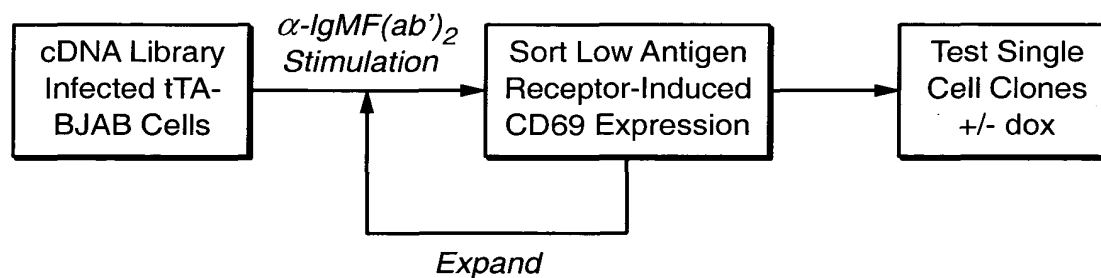 cDNA Library
Infected tTA-
BJAB Cells
α-IgMF(ab')₂
Stimulation
Sort Low Antigen
Receptor-Induced
CD69 Expression
Test Single
Cell Clones
+/- dox
Expand